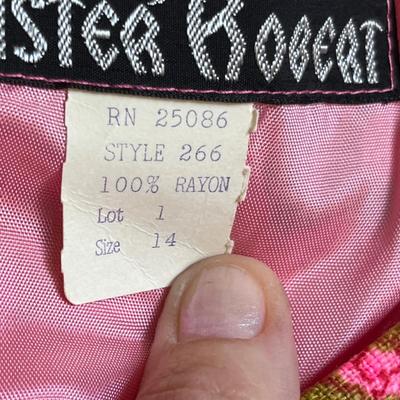 ISTER ROBERT
RN 25086
STYLE 266
100% RAYON
Lot 1
Size 14